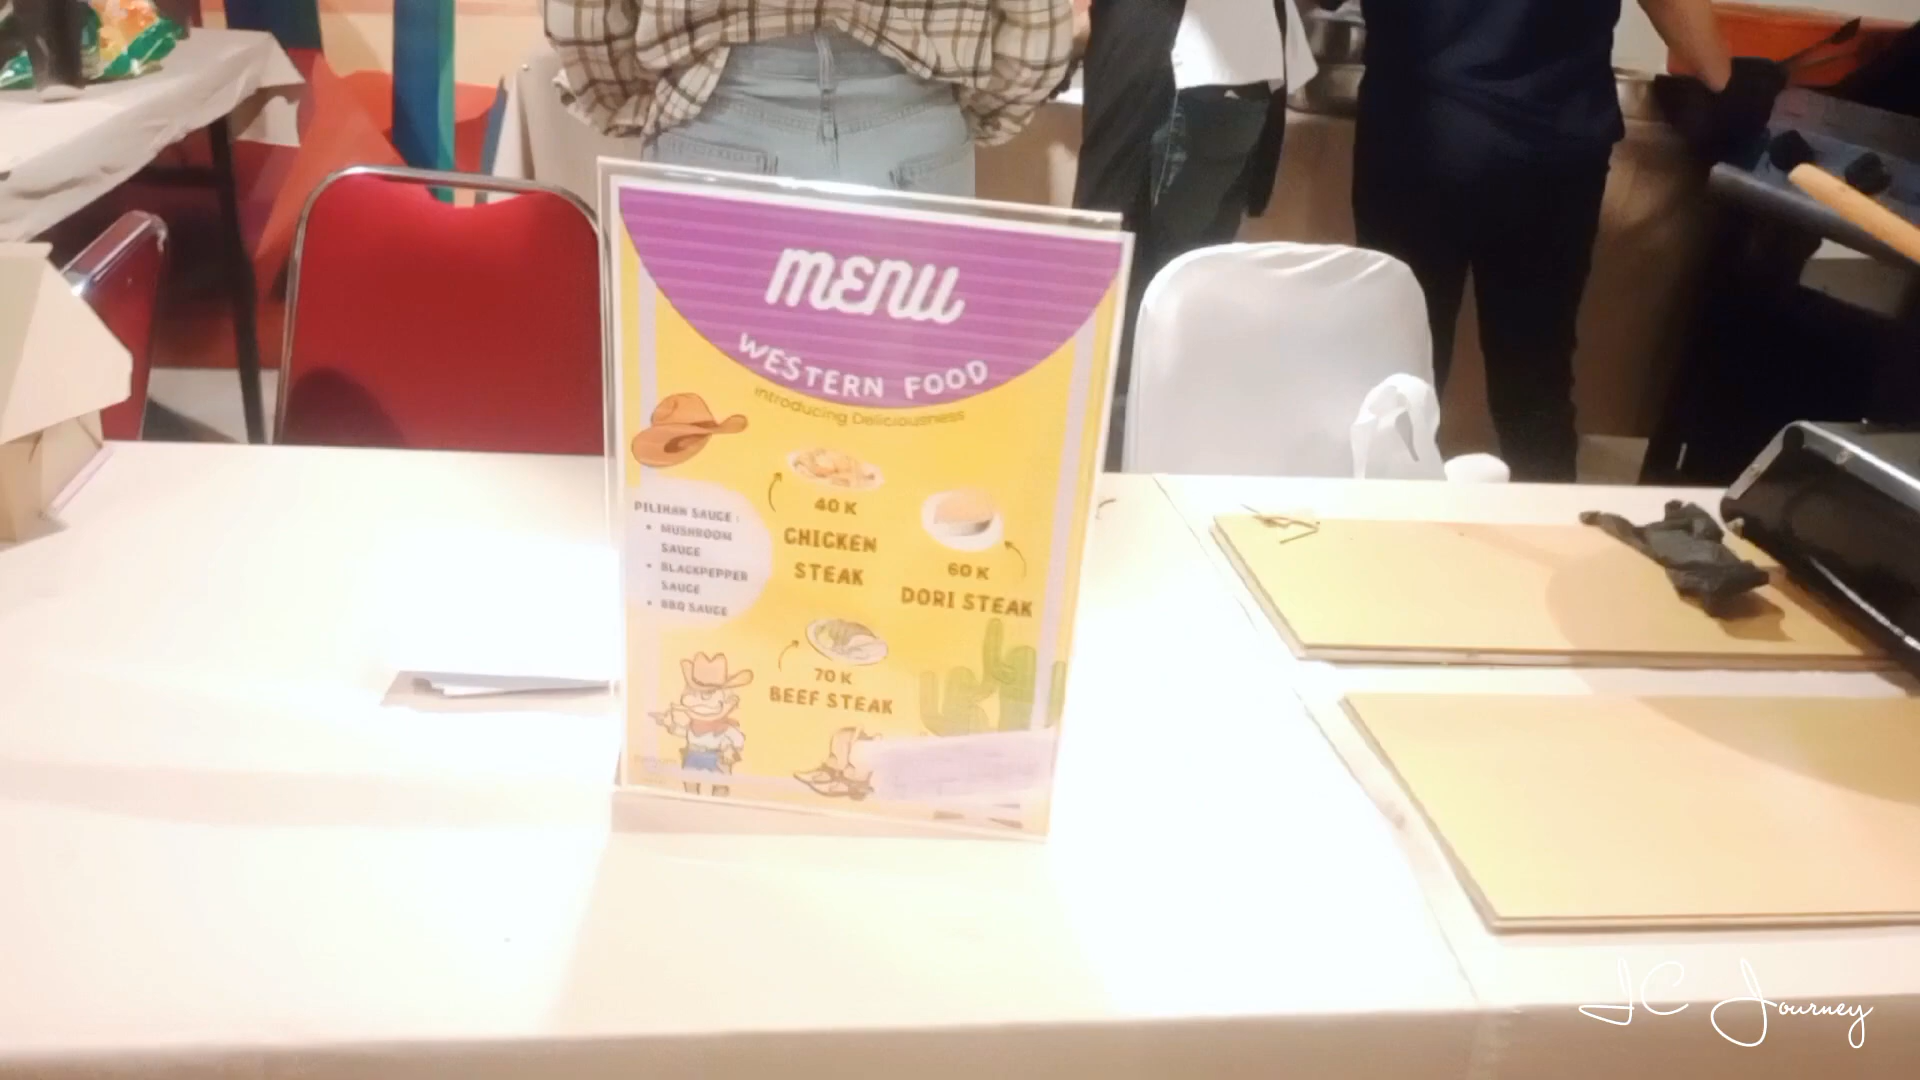 MENU
WESTERN FOOD
Introducing Deliciousness
PILIHAN SAUCE :
• MUSHROOM
SAUCE
• BLACKPEPPER
SAUCE
• BBQ SAUCE
40 K
CHICKEN
STEAK
60 K
DORI STEAK
70 K
BEEF STEAK
JC Journey